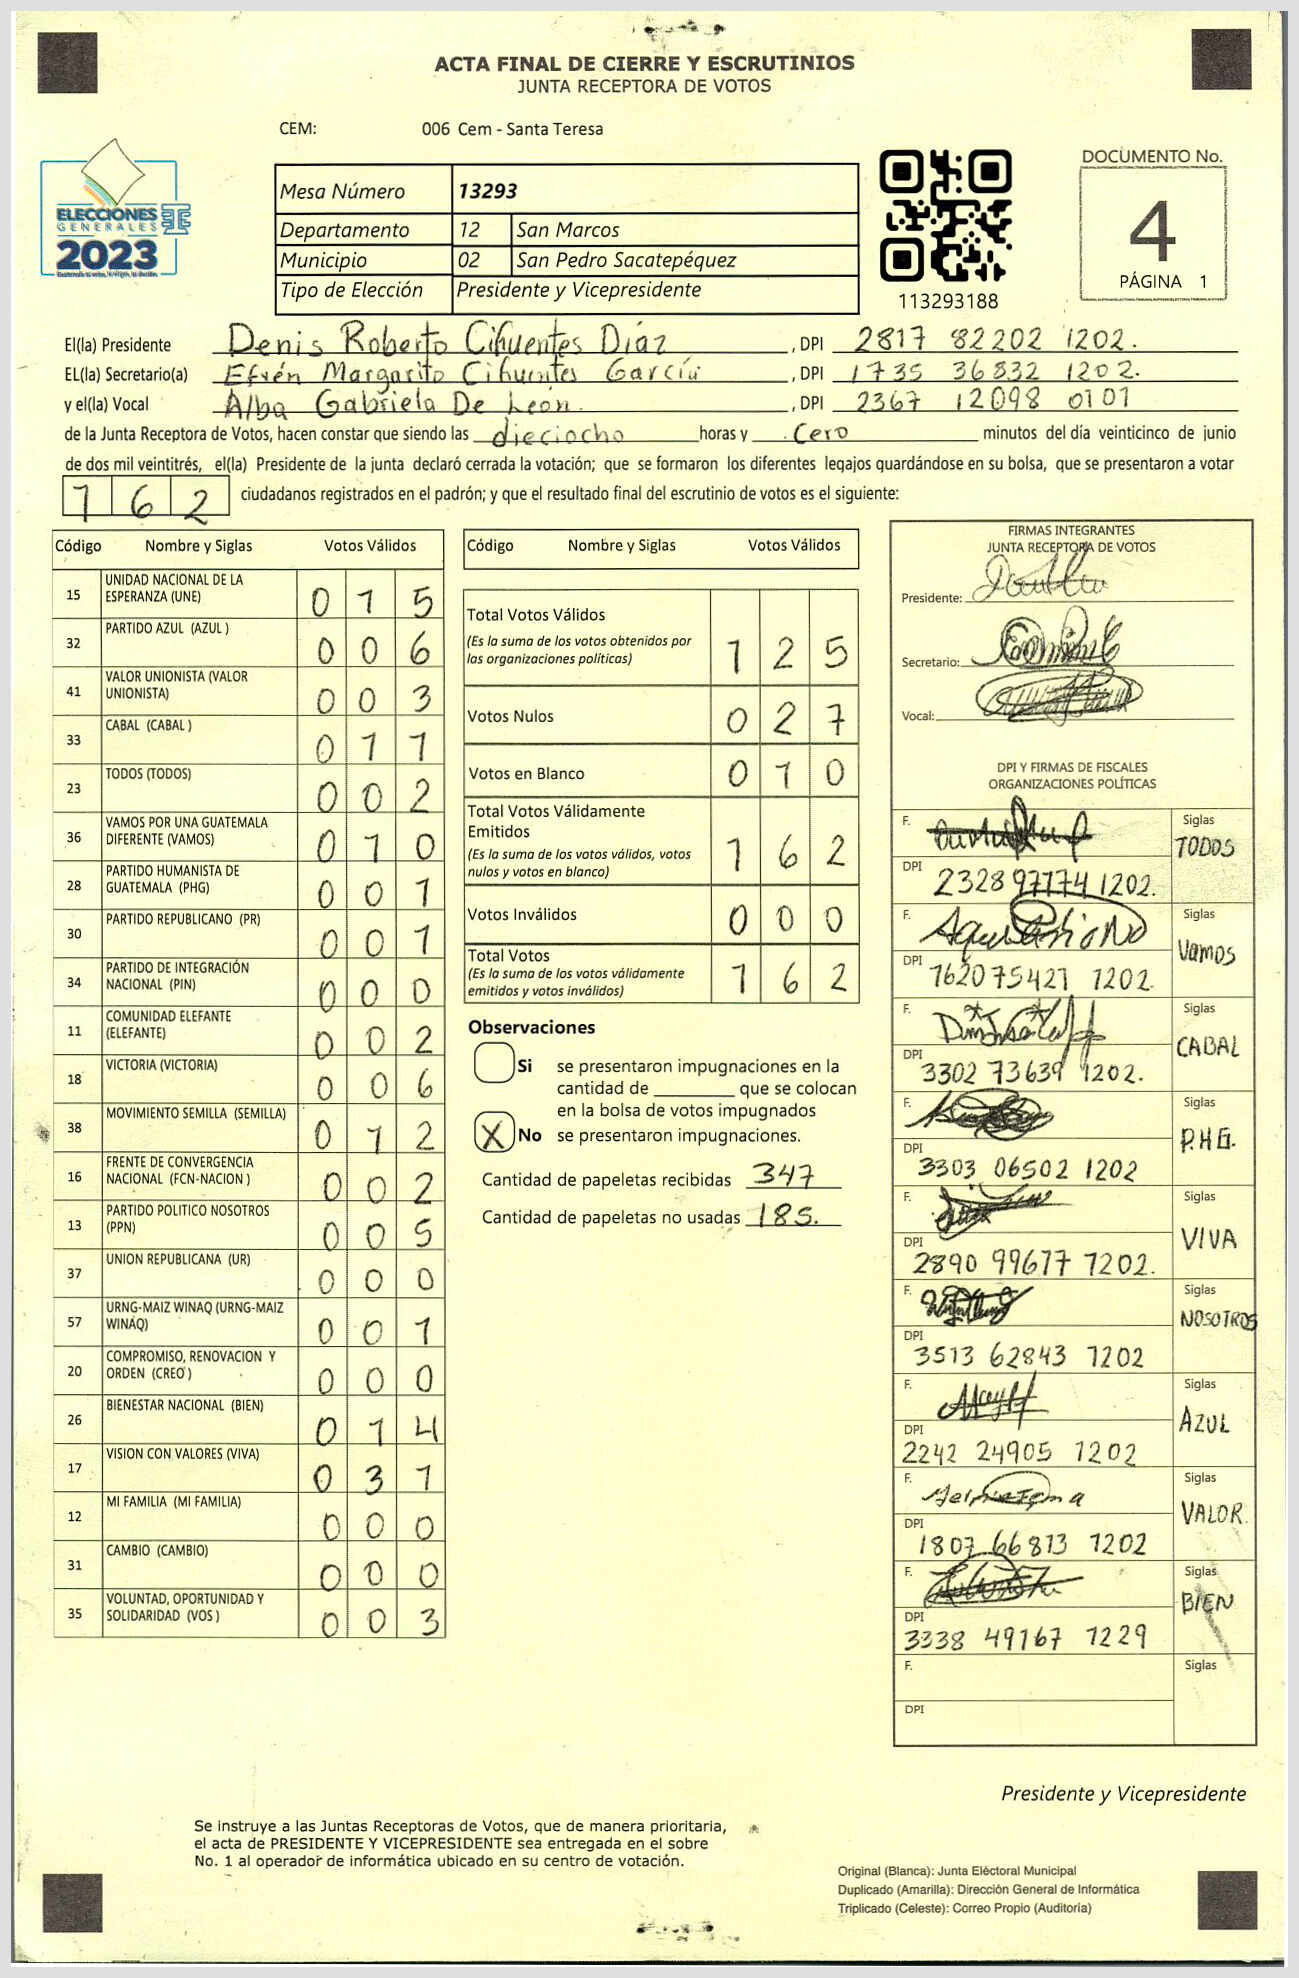 ACTA FINAL DE CIERRE Y ESCRUTINIOS
JUNTA RECEPTORA DE VOTOS
CEM: 006 Cem - Santa Teresa
ELECCIONES
GENERALES
2023
Mesa Número 13293
Departamento 12 San Marcos
Municipio 02 San Pedro Sacatepéquez
Tipo de Elección Presidente y Vicepresidente
113293188
DOCUMENTO No.
4
PÁGINA 1
El(la) Presidente Denis Roberto Cifuentes Díaz , DPI 2817 82202 1202.
EL(la) Secretario(a) Efrén Margarito Cifuentes García , DPI 1735 36832 1202.
y el(la) Vocal Alba Gabriela De León. , DPI 2367 12098 0101
de la Junta Receptora de Votos, hacen constar que siendo las dieciocho horas y cero minutos del día veinticinco de junio
de dos mil veintitrés, el(la) Presidente de la junta declaró cerrada la votación; que se formaron los diferentes legajos guardándose en su bolsa, que se presentaron a votar
162 ciudadanos registrados en el padrón; y que el resultado final del escrutinio de votos es el siguiente:
Código Nombre y Siglas Votos Válidos
15 UNIDAD NACIONAL DE LA
ESPERANZA (UNE) 0 1 5
32 PARTIDO AZUL (AZUL ) 0 0 6
41 VALOR UNIONISTA (VALOR
UNIONISTA) 0 0 3
33 CABAL (CABAL ) 0 1 1
23 TODOS (TODOS) 0 0 2
36 VAMOS POR UNA GUATEMALA
DIFERENTE (VAMOS) 0 1 0
28 PARTIDO HUMANISTA DE
GUATEMALA (PHG) 0 0 1
30 PARTIDO REPUBLICANO (PR) 0 0 1
34 PARTIDO DE INTEGRACIÓN
NACIONAL (PIN) 0 0 0
11 COMUNIDAD ELEFANTE
(ELEFANTE) 0 0 2
18 VICTORIA (VICTORIA) 0 0 6
38 MOVIMIENTO SEMILLA (SEMILLA) 0 1 2
16 FRENTE DE CONVERGENCIA
NACIONAL (FCN-NACION ) 0 0 2
13 PARTIDO POLITICO NOSOTROS
(PPN) 0 0 5
37 UNION REPUBLICANA (UR) 0 0 0
57 URNG-MAIZ WINAQ (URNG-MAIZ
WINAQ) 0 0 1
20 COMPROMISO, RENOVACION Y
ORDEN (CREO ) 0 0 0
26 BIENESTAR NACIONAL (BIEN) 0 1 4
17 VISION CON VALORES (VIVA) 0 3 1
12 MI FAMILIA (MI FAMILIA) 0 0 0
31 CAMBIO (CAMBIO) 0 0 0
35 VOLUNTAD, OPORTUNIDAD Y
SOLIDARIDAD (VOS ) 0 0 3
Código Nombre y Siglas Votos Válidos
Total Votos Válidos
(Es la suma de los votos obtenidos por
las organizaciones políticas) 1 2 5
Votos Nulos 0 2 7
Votos en Blanco 0 1 0
Total Votos Válidamente
Emitidos
(Es la suma de los votos válidos, votos
nulos y votos en blanco) 1 6 2
Votos Inválidos 0 0 0
Total Votos
(Es la suma de los votos válidamente
emitidos y votos inválidos) 1 6 2
Observaciones
Si se presentaron impugnaciones en la
cantidad de _________ que se colocan
en la bolsa de votos impugnados
X No se presentaron impugnaciones.
Cantidad de papeletas recibidas 347
Cantidad de papeletas no usadas 185.
FIRMAS INTEGRANTES
JUNTA RECEPTORA DE VOTOS
Presidente:
Secretario:
Vocal:
DPI Y FIRMAS DE FISCALES
ORGANIZACIONES POLÍTICAS
F. Siglas
TODOS
DPI 2328 97174 1202.
F. Siglas
Vamos
DPI 1620 75421 1202.
F. Siglas
CABAL
DPI 3302 73639 1202.
F. Siglas
P.H.G.
DPI 3303 06502 1202
F. Siglas
VIVA
DPI 2890 99677 1202.
F. Siglas
NOSOTROS
DPI 3513 62843 1202
F. Siglas
AZUL
DPI 2242 24905 1202
F. Siglas
VALOR.
DPI 1807 66813 1202
F. Siglas
BIEN
DPI 3338 49167 1229
F. Siglas
DPI
Presidente y Vicepresidente
Se instruye a las Juntas Receptoras de Votos, que de manera prioritaria,
el acta de PRESIDENTE Y VICEPRESIDENTE sea entregada en el sobre
No. 1 al operador de informática ubicado en su centro de votación.
Original (Blanca): Junta Eléctoral Municipal
Duplicado (Amarilla): Dirección General de Informática
Triplicado (Celeste): Correo Propio (Auditoría)